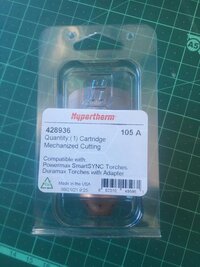 Hypertherm
428936
105 A
Quantity:(1) Cartridge
Mechanized Cutting
Compatible with:
Powermax SmartSYNC Torches.
Duramax Torches with Adapter
Made in the USA